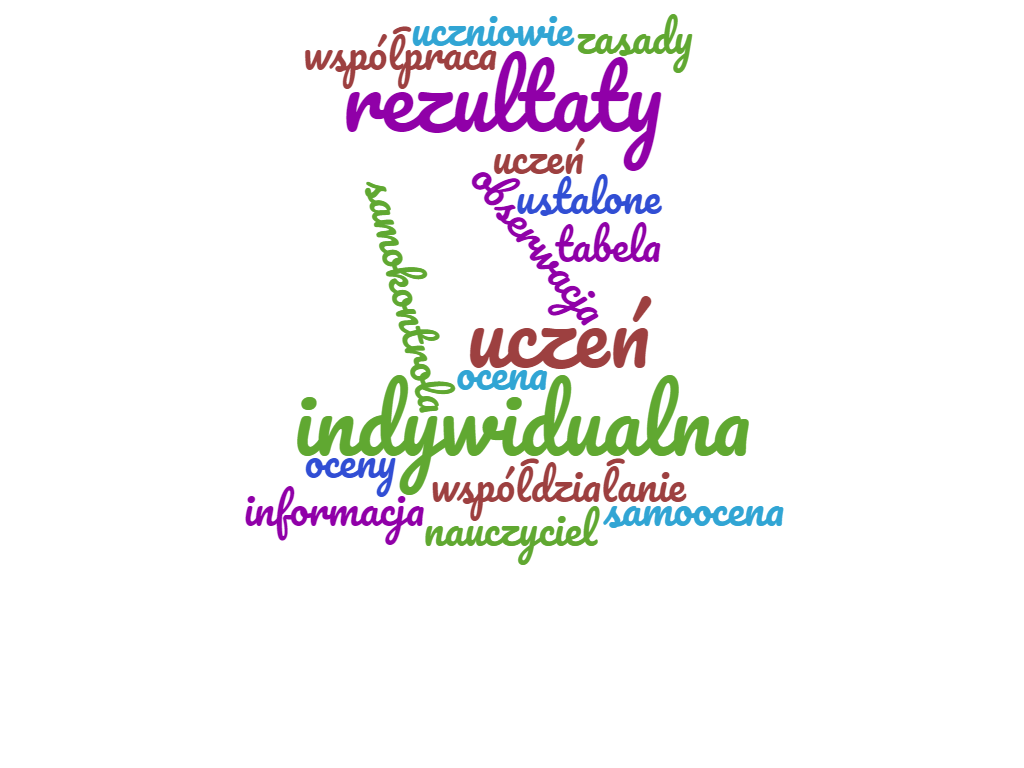 uczniowie
zasady
współpraca
rezultaty
uczeń
samokontrola
obserwacja
ustalone
tabela
uczeń
ocena
indywidualna
oceny
współdziałanie
informacja
samoocena
nauczyciel